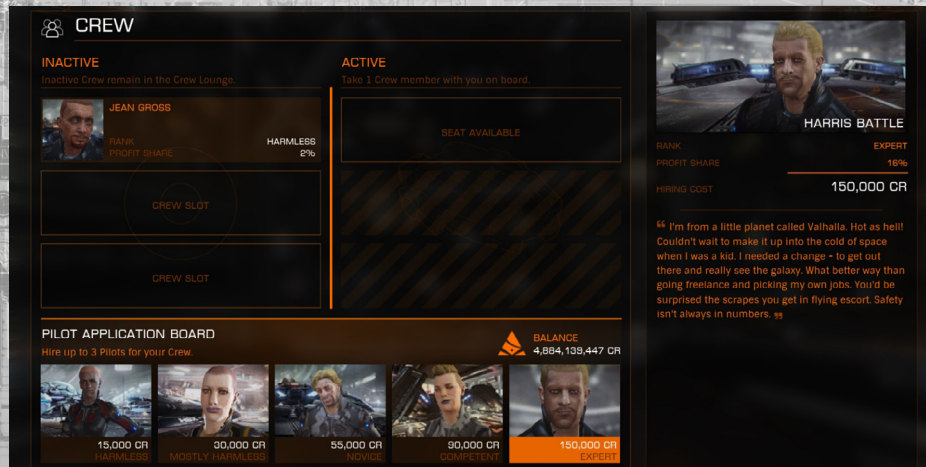 CREW
INACTIVE
Inactive Crew remain in the Crew Lounge.
JEAN GROSS
RANK HARMLESS
PROFIT SHARE 2%
CREW SLOT
CREW SLOT
ACTIVE
Take 1 Crew member with you on board.
SEAT AVAILABLE
PILOT APPLICATION BOARD
Hire up to 3 Pilots for your Crew.
BALANCE
4,884,139,447 CR
15,000 CR
HARMLESS
30,000 CR
MOSTLY HARMLESS
55,000 CR
NOVICE
90,000 CR
COMPETENT
150,000 CR
EXPERT
HARRIS BATTLE
RANK EXPERT
PROFIT SHARE 16%
HIRING COST 150,000 CR
“ I'm from a little planet called Valhalla. Hot as hell!
Couldn't wait to make it up into the cold of space
when I was a kid. I needed a change - to get out
there and really see the galaxy. What better way than
going freelance and picking my own jobs. You'd be
surprised the scrapes you get in flying escort. Safety
isn't always in numbers. ”